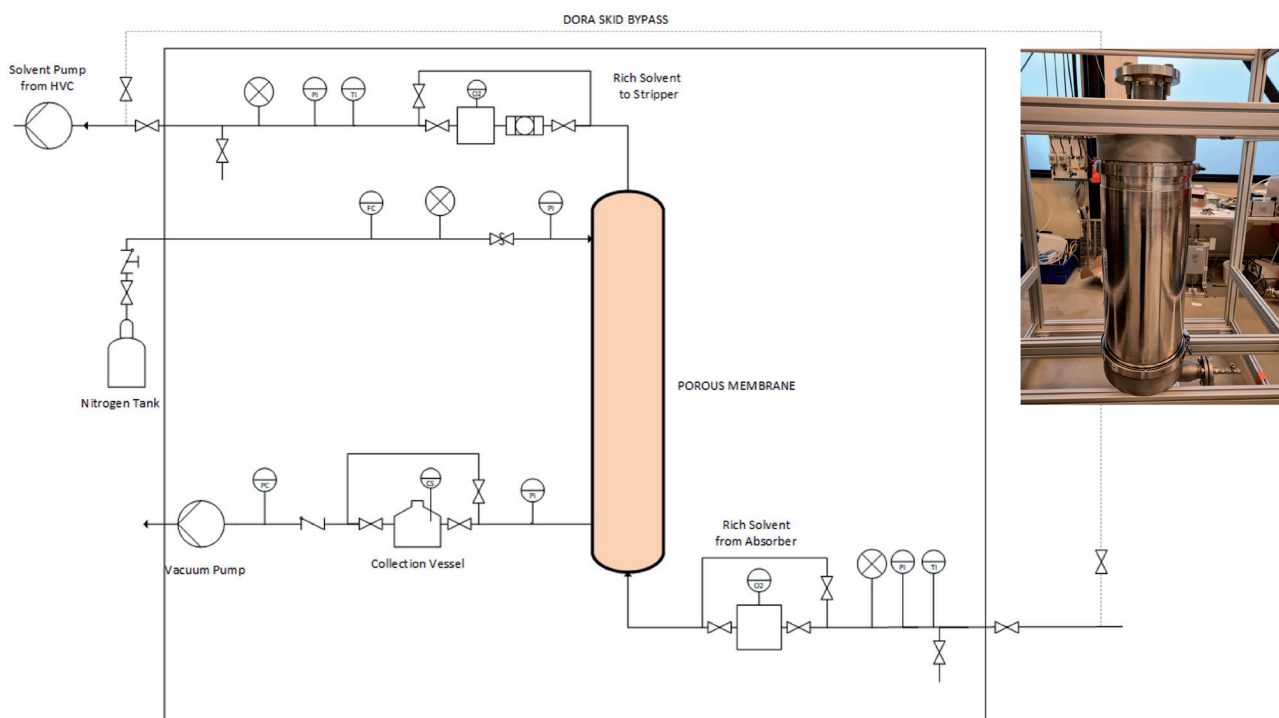 DORA SKID BYPASS
Solvent Pump
from HVC
PI
TI
O2
Rich Solvent
to Stripper
FC
PI
Nitrogen Tank
POROUS MEMBRANE
PC
CS
PI
Vacuum Pump
Collection Vessel
Rich Solvent
from Absorber
O2
PI
TI